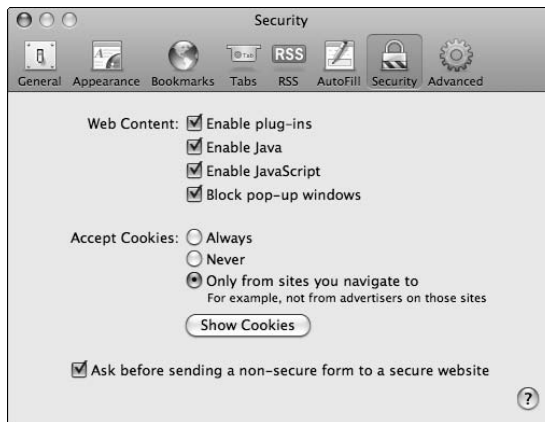 Security
General Appearance Bookmarks Tabs RSS AutoFill Security Advanced
Web Content: Enable plug-ins
Enable Java
Enable JavaScript
Block pop-up windows
Accept Cookies: Always
Never
Only from sites you navigate to
For example, not from advertisers on those sites
Show Cookies
Ask before sending a non-secure form to a secure website
?